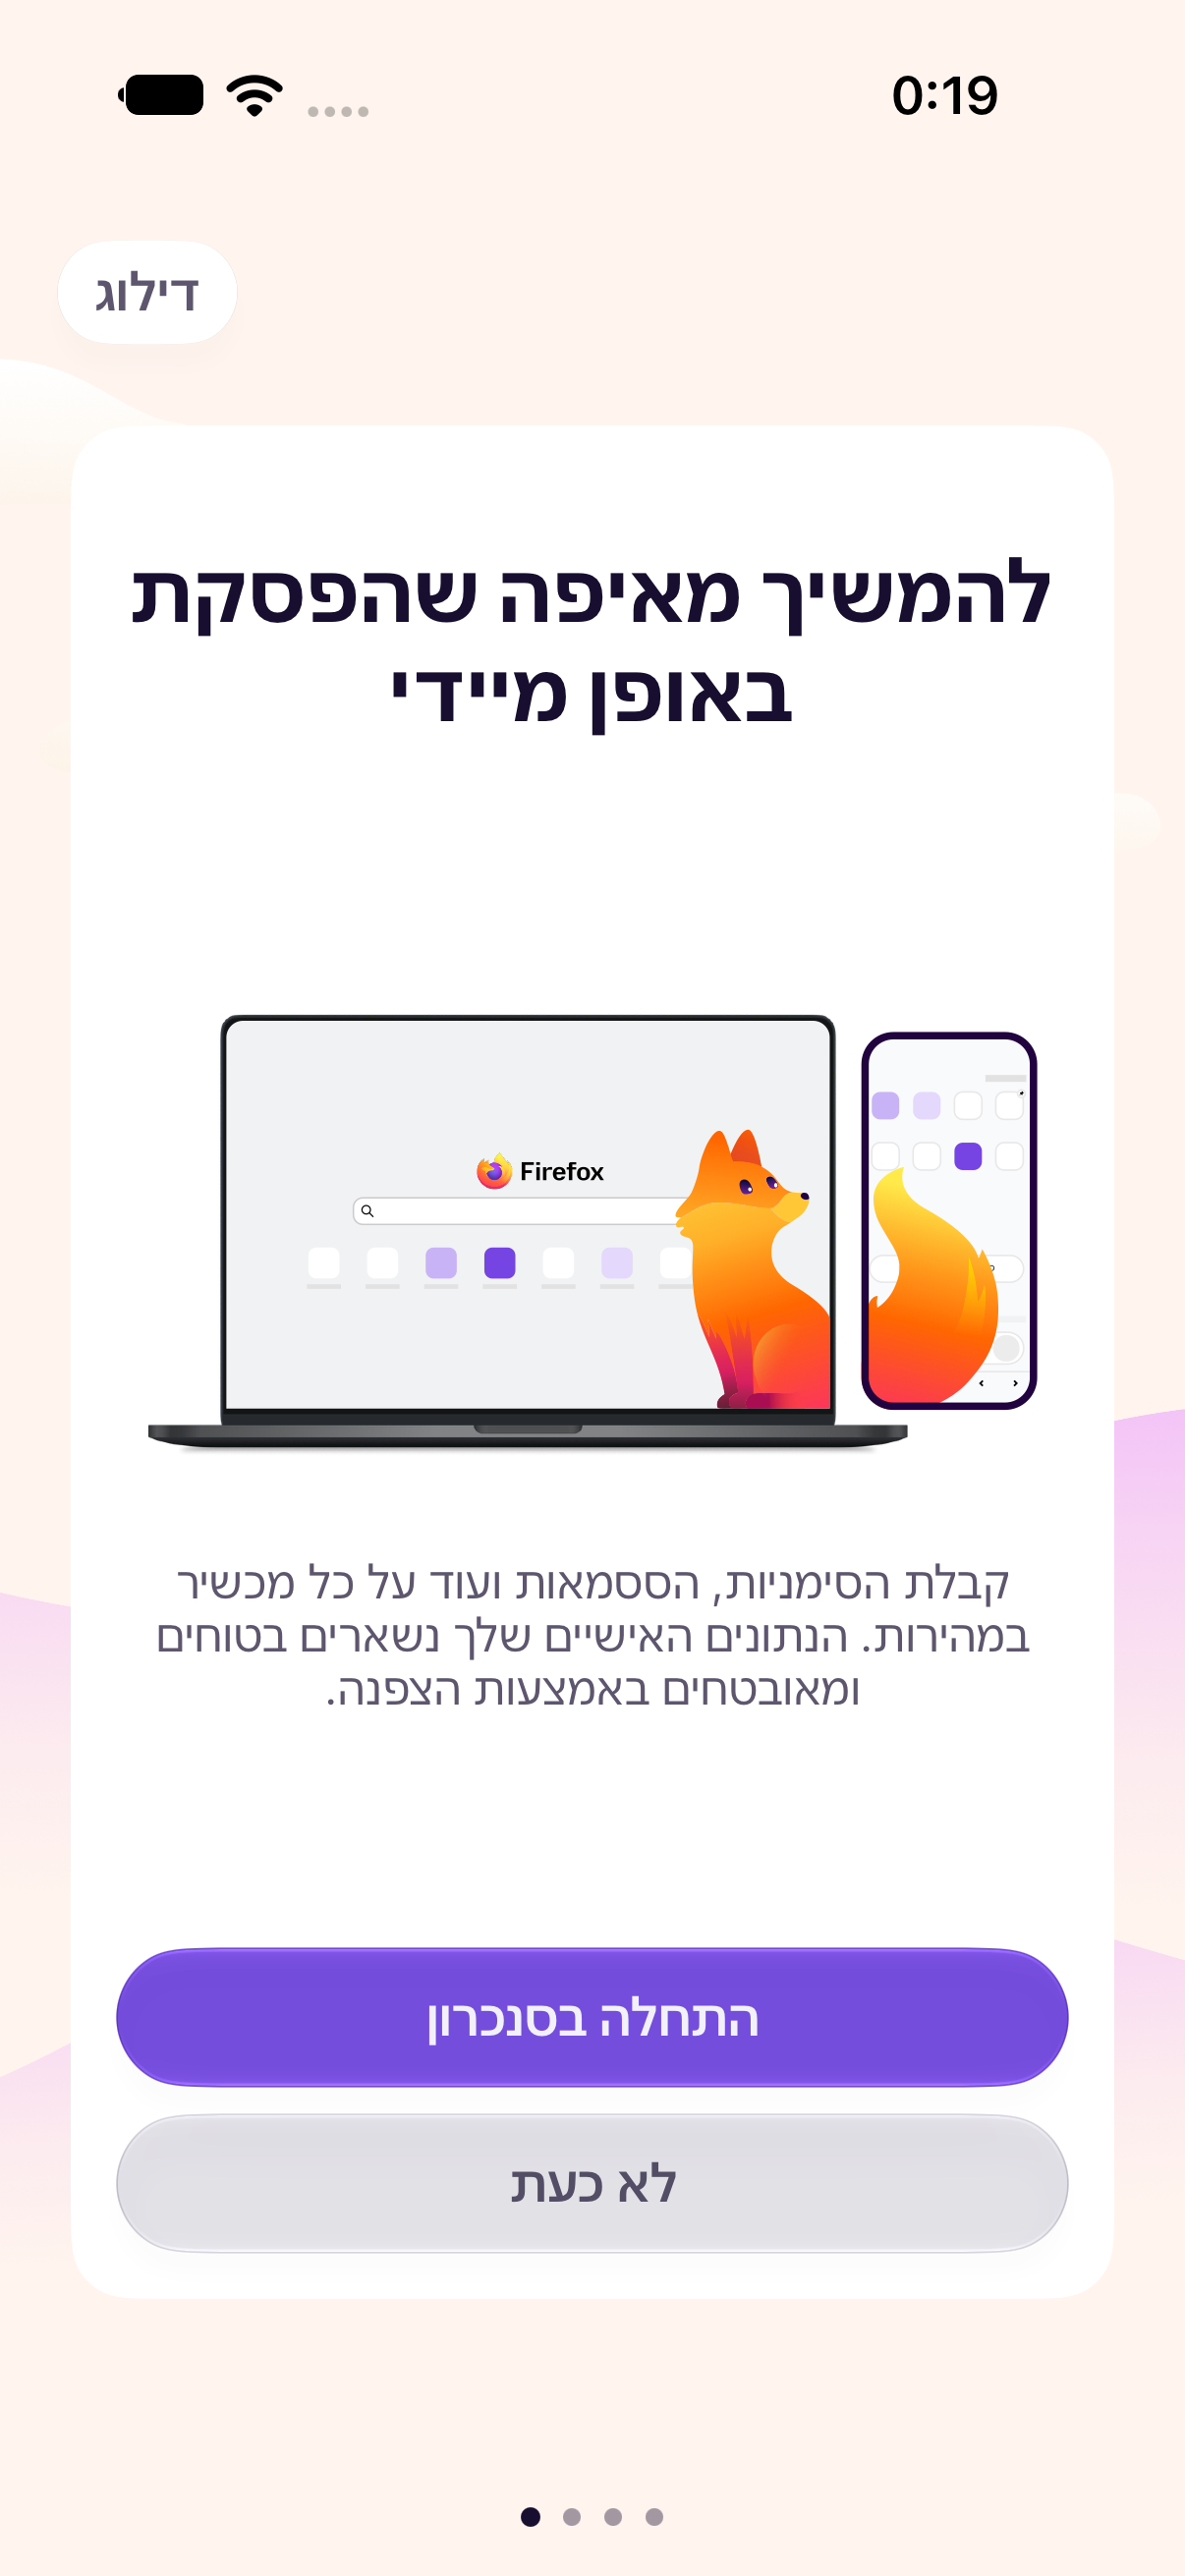 0:19
דילוג
להמשיך מאיפה שהפסקת
באופן מיידי
Firefox
קבלת הסימניות, הססמאות ועוד על כל מכשיר
במהירות. הנתונים האישיים שלך נשארים בטוחים
ומאובטחים באמצעות הצפנה.
התחלה בסנכרון
לא כעת